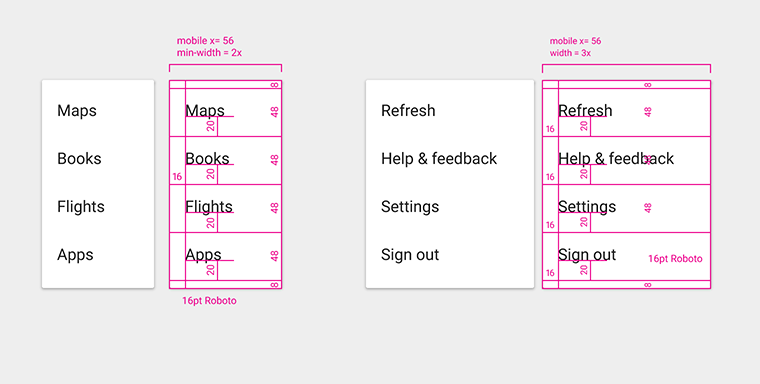 mobile x= 56
min-width = 2x
mobile x= 56
width = 3x
Maps
Books
Flights
Apps
8
Maps
48
20
Books
48
16
20
Flights
48
20
Apps
48
20
8
16pt Roboto
Refresh
Help & feedback
Settings
Sign out
8
Refresh
48
16
20
Help & feedback
48
16
20
Settings
48
16
20
Sign out
16pt Roboto
16
20
8